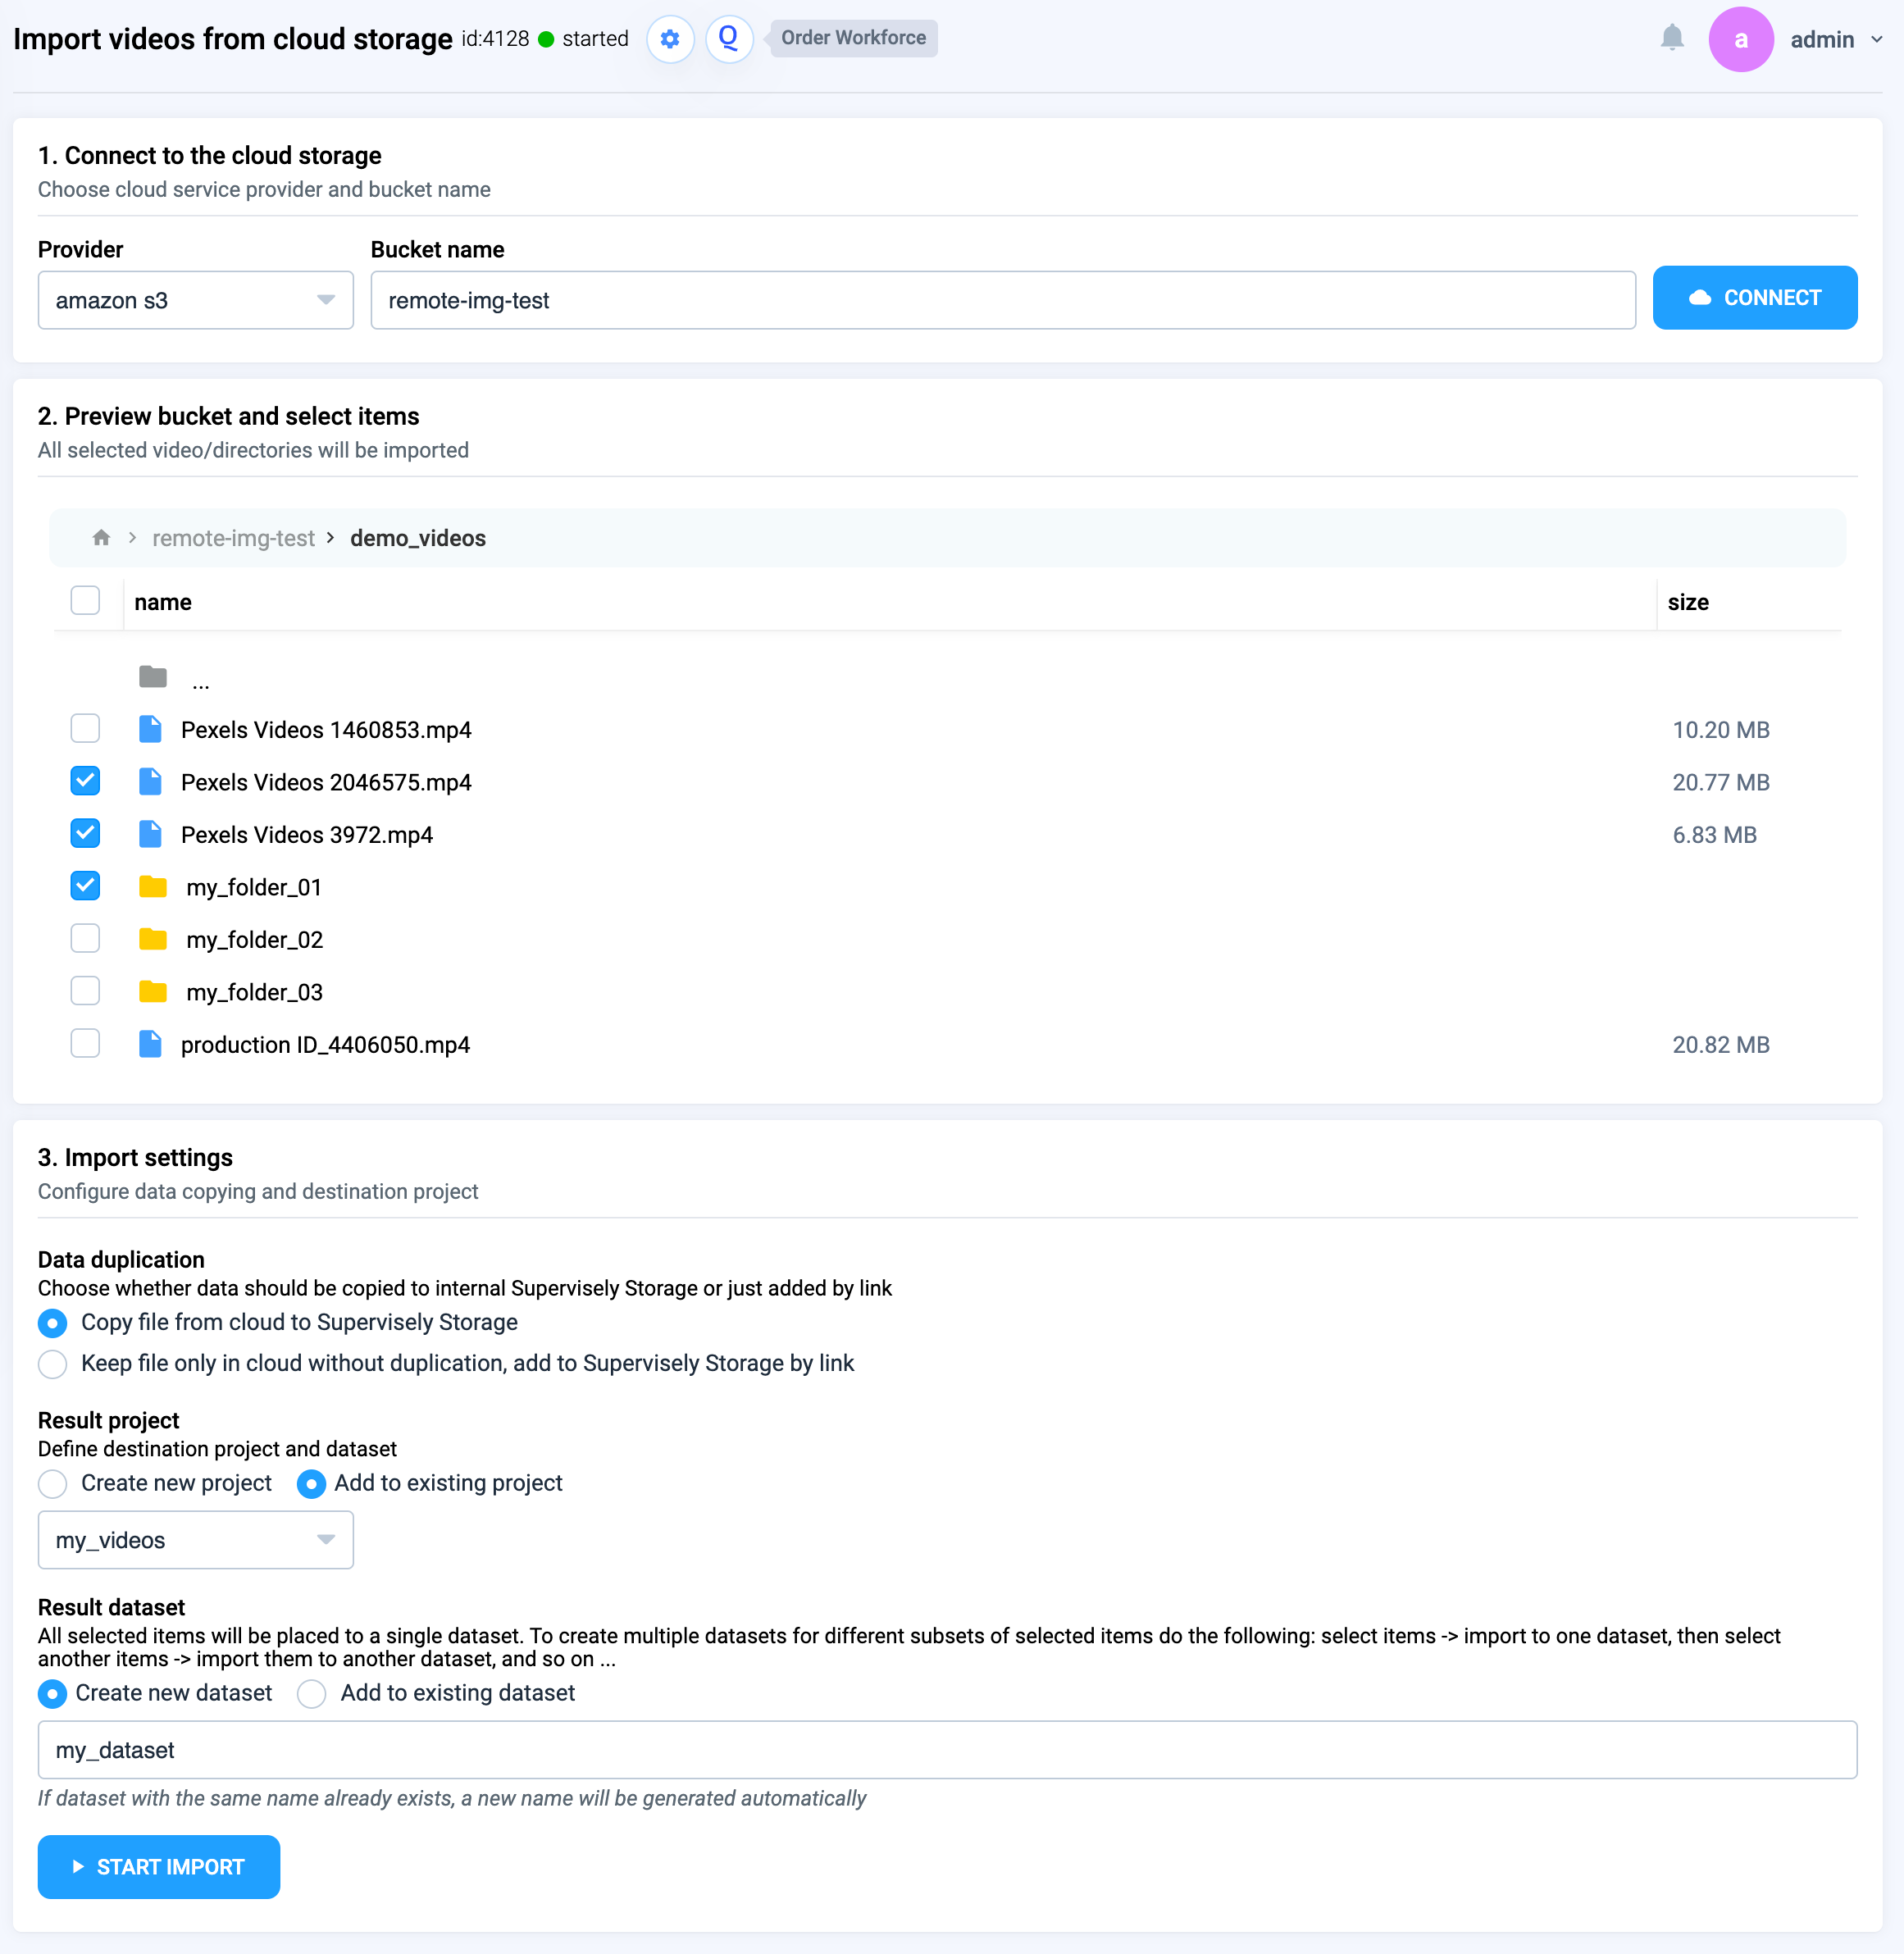 Import videos from cloud storage id:4128 started Q Order Workforce a admin
1. Connect to the cloud storage
Choose cloud service provider and bucket name
Provider Bucket name
amazon s3 remote-img-test CONNECT
2. Preview bucket and select items
All selected video/directories will be imported
remote-img-test > demo_videos
name size
...
Pexels Videos 1460853.mp4 10.20 MB
Pexels Videos 2046575.mp4 20.77 MB
Pexels Videos 3972.mp4 6.83 MB
my_folder_01
my_folder_02
my_folder_03
production ID_4406050.mp4 20.82 MB
3. Import settings
Configure data copying and destination project
Data duplication
Choose whether data should be copied to internal Supervisely Storage or just added by link
Copy file from cloud to Supervisely Storage
Keep file only in cloud without duplication, add to Supervisely Storage by link
Result project
Define destination project and dataset
Create new project Add to existing project
my_videos
Result dataset
All selected items will be placed to a single dataset. To create multiple datasets for different subsets of selected items do the following: select items -> import to one dataset, then select
another items -> import them to another dataset, and so on ...
Create new dataset Add to existing dataset
my_dataset
If dataset with the same name already exists, a new name will be generated automatically
START IMPORT